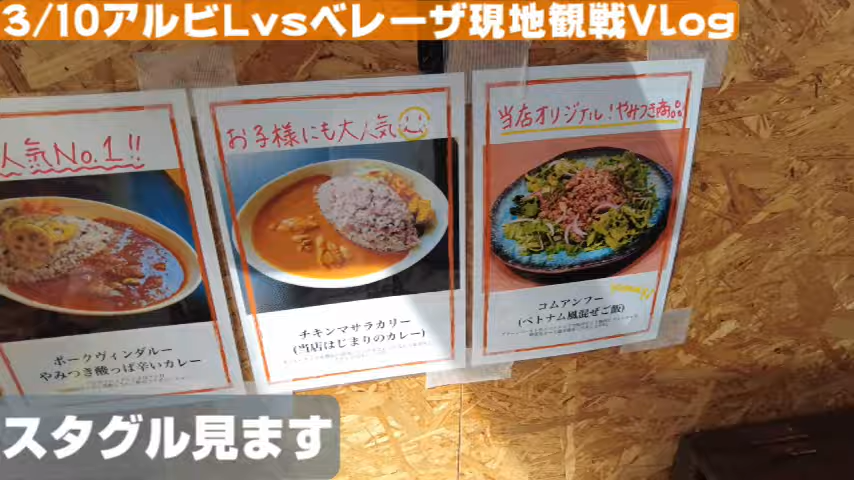 3/10アルビLvsベレーザ現地観戦Vlog
人気No.1!!
お子様にも大人気
当店オリジナル!やみつき商品。
ポークヴィンダルー
やみつき酸っぱ辛いカレー
チキンマサラカリー
(当店はじまりのカレー)
コムアンフー
(ベトナム風混ぜご飯)
スタグル見ます